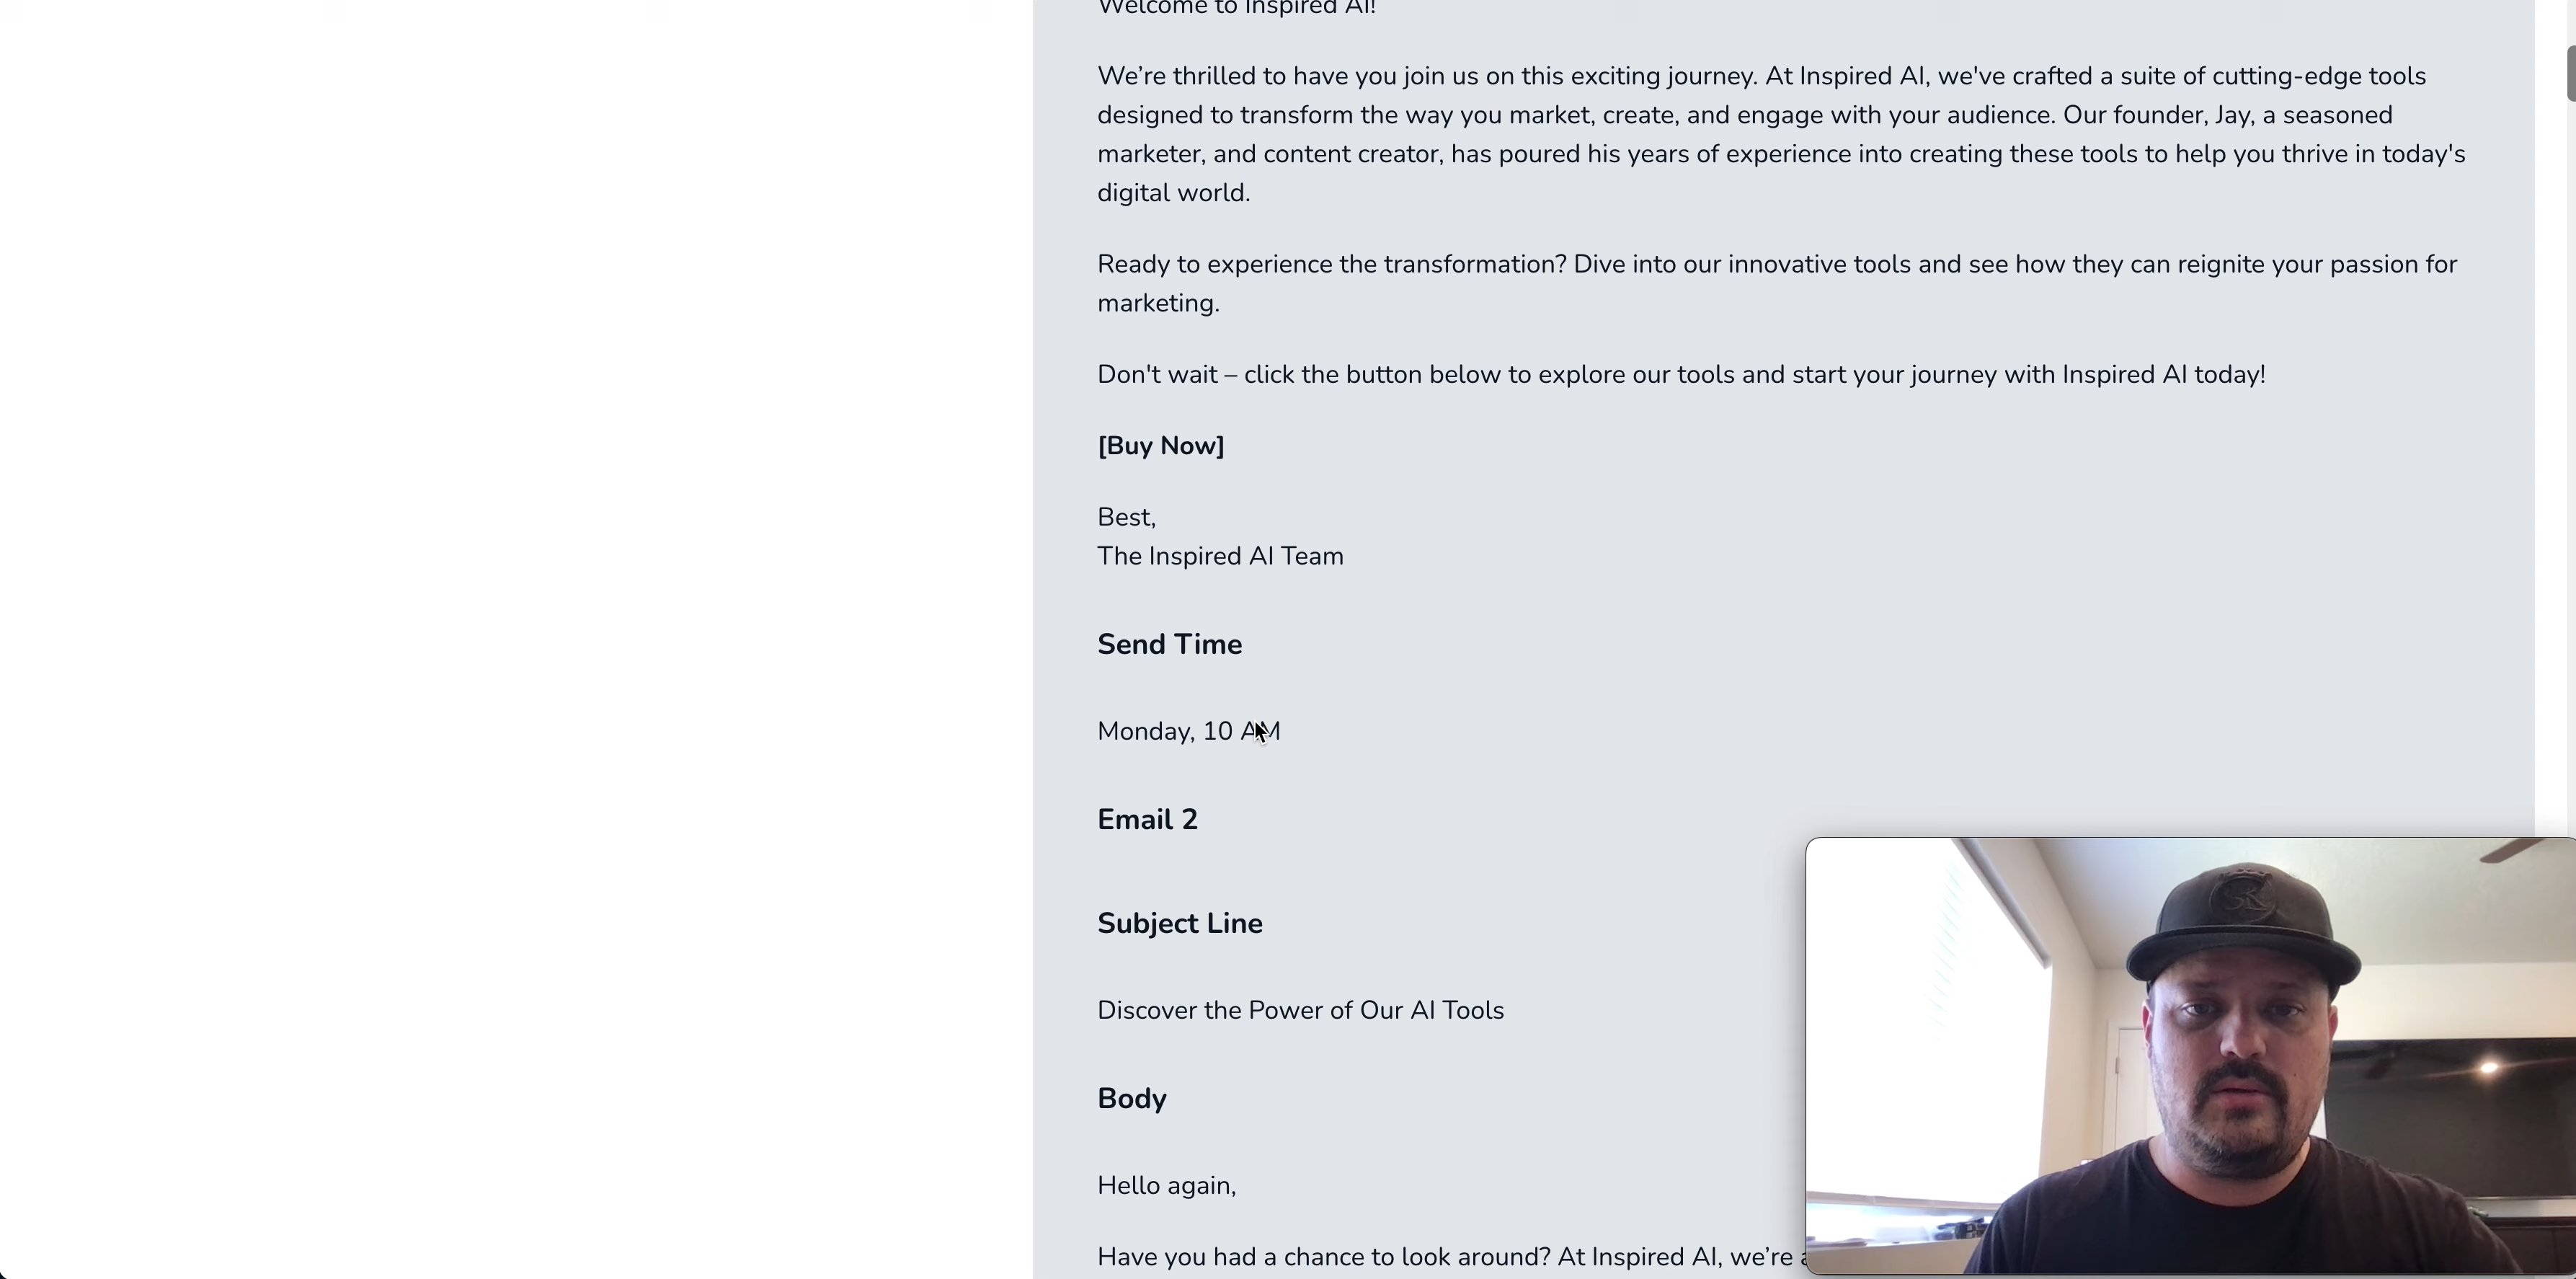 Welcome to Inspired AI!
We’re thrilled to have you join us on this exciting journey. At Inspired AI, we've crafted a suite of cutting-edge tools
designed to transform the way you market, create, and engage with your audience. Our founder, Jay, a seasoned
marketer, and content creator, has poured his years of experience into creating these tools to help you thrive in today's
digital world.
Ready to experience the transformation? Dive into our innovative tools and see how they can reignite your passion for
marketing.
Don't wait – click the button below to explore our tools and start your journey with Inspired AI today!
[Buy Now]
Best,
The Inspired AI Team
Send Time
Monday, 10 AM
Email 2
Subject Line
Discover the Power of Our AI Tools
Body
Hello again,
Have you had a chance to look around? At Inspired AI, we’re